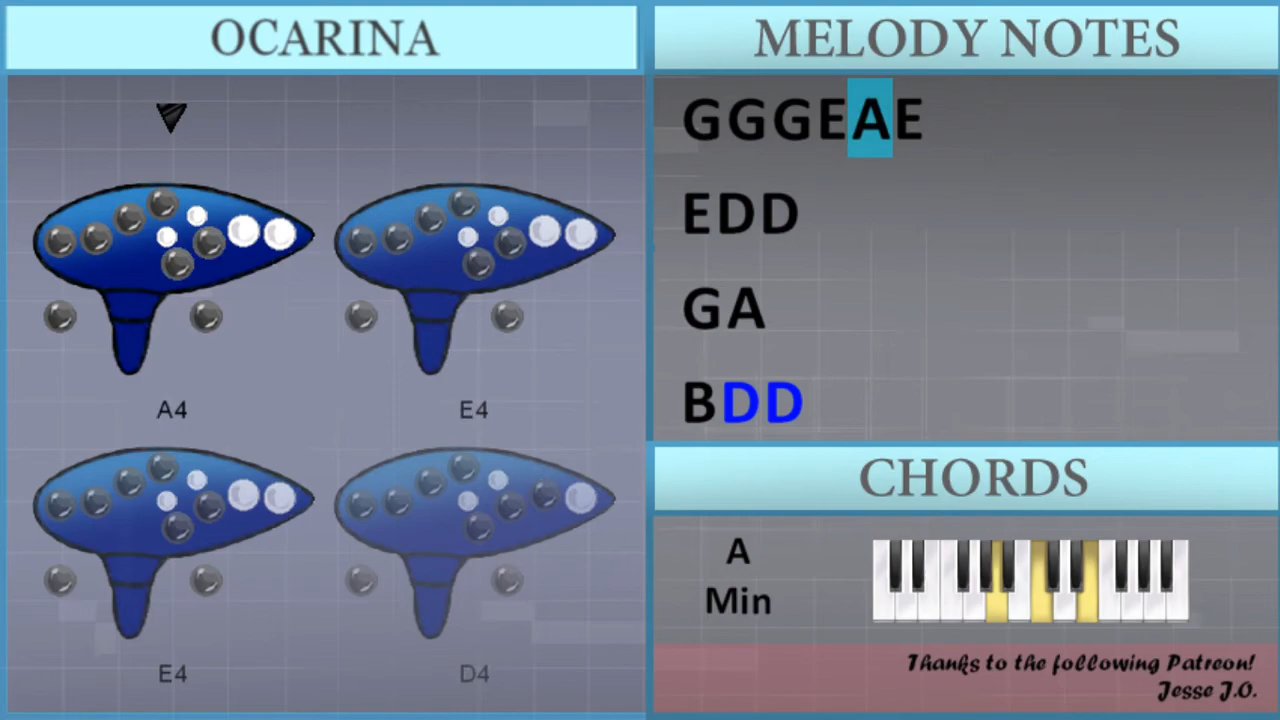 OCARINA
A4
E4
E4
D4
MELODY NOTES
GGGEAE
EDD
GA
BDD
CHORDS
A
Min
Thanks to the following Patreon!
Jesse J.O.